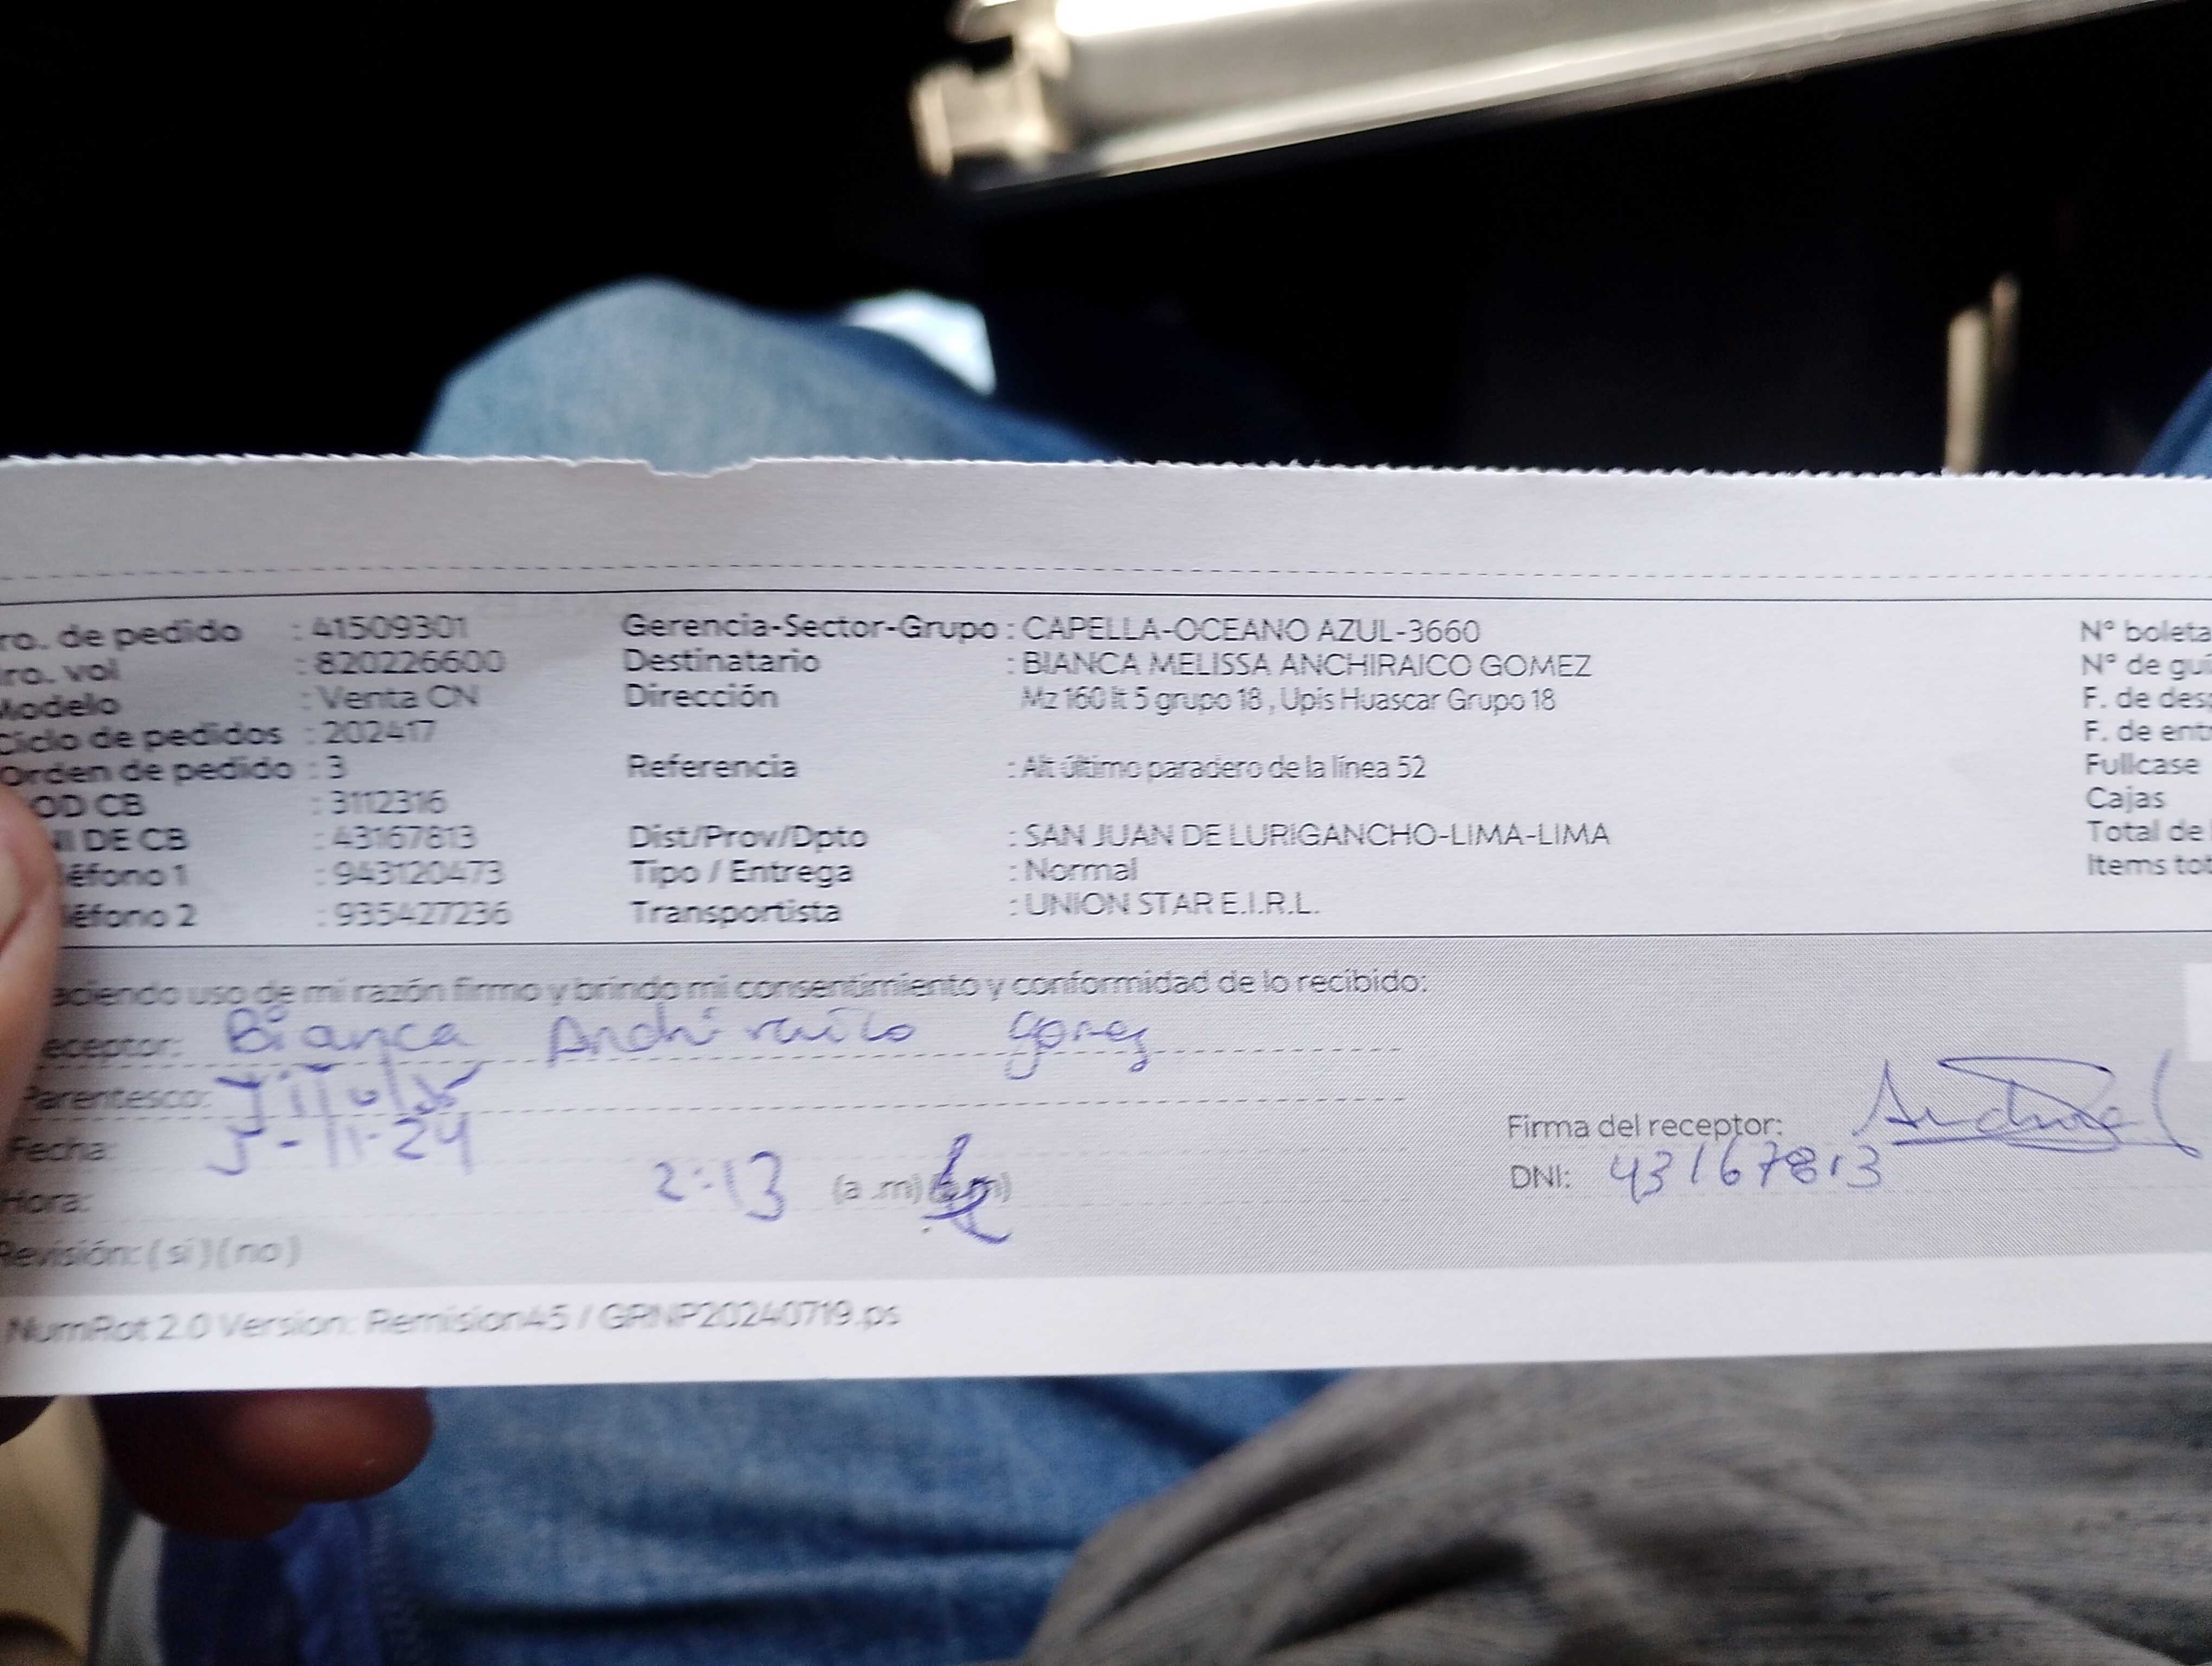 ro. de pedido : 41509301 Gerencia-Sector-Grupo : CAPELLA-OCEANO AZUL-3660 N° boleta
ro. vol : 820226600 Destinatario : BIANCA MELISSA ANCHIRAICO GOMEZ N° de guí
Modelo : Venta CN Dirección Mz 160 lt 5 grupo 18 , Upis Huascar Grupo 18 F. de des
Ciclo de pedidos : 202417 F. de ent
Orden de pedido : 3 Referencia : Alt último paradero de la línea 52 Fullcase
OD CB : 3112316 Cajas
NI DE CB : 43167813 Dist/Prov/Dpto : SAN JUAN DE LURIGANCHO-LIMA-LIMA Total de
éfono 1 : 943120473 Tipo / Entrega : Normal Items tot
éfono 2 : 935427236 Transportista : UNION STAR E.I.R.L.
aciendo uso de mi razón firmo y brindo mi consentimiento y conformidad de lo recibido:
eceptor: Bianca Anchiraico Gomez
Parentesco:
Fecha: 5-11-24 Firma del receptor:
Hora: 2:13 (a .m) (p.m) DNI: 43167813
Revisión: ( si ) ( no )
NumRot 2.0 Version: Remision45 / GRNP20240719.ps